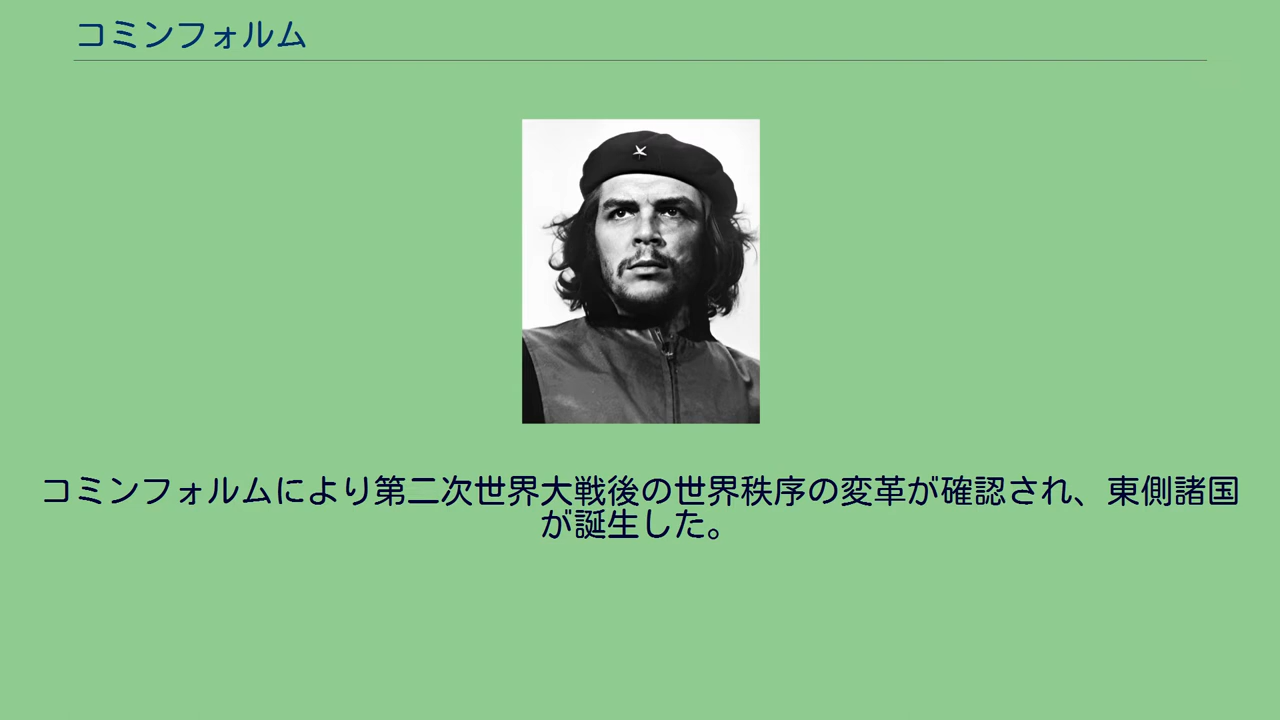 コミンフォルム
コミンフォルムにより第二次世界大戦後の世界秩序の変革が確認され、東側諸国
が誕生した。